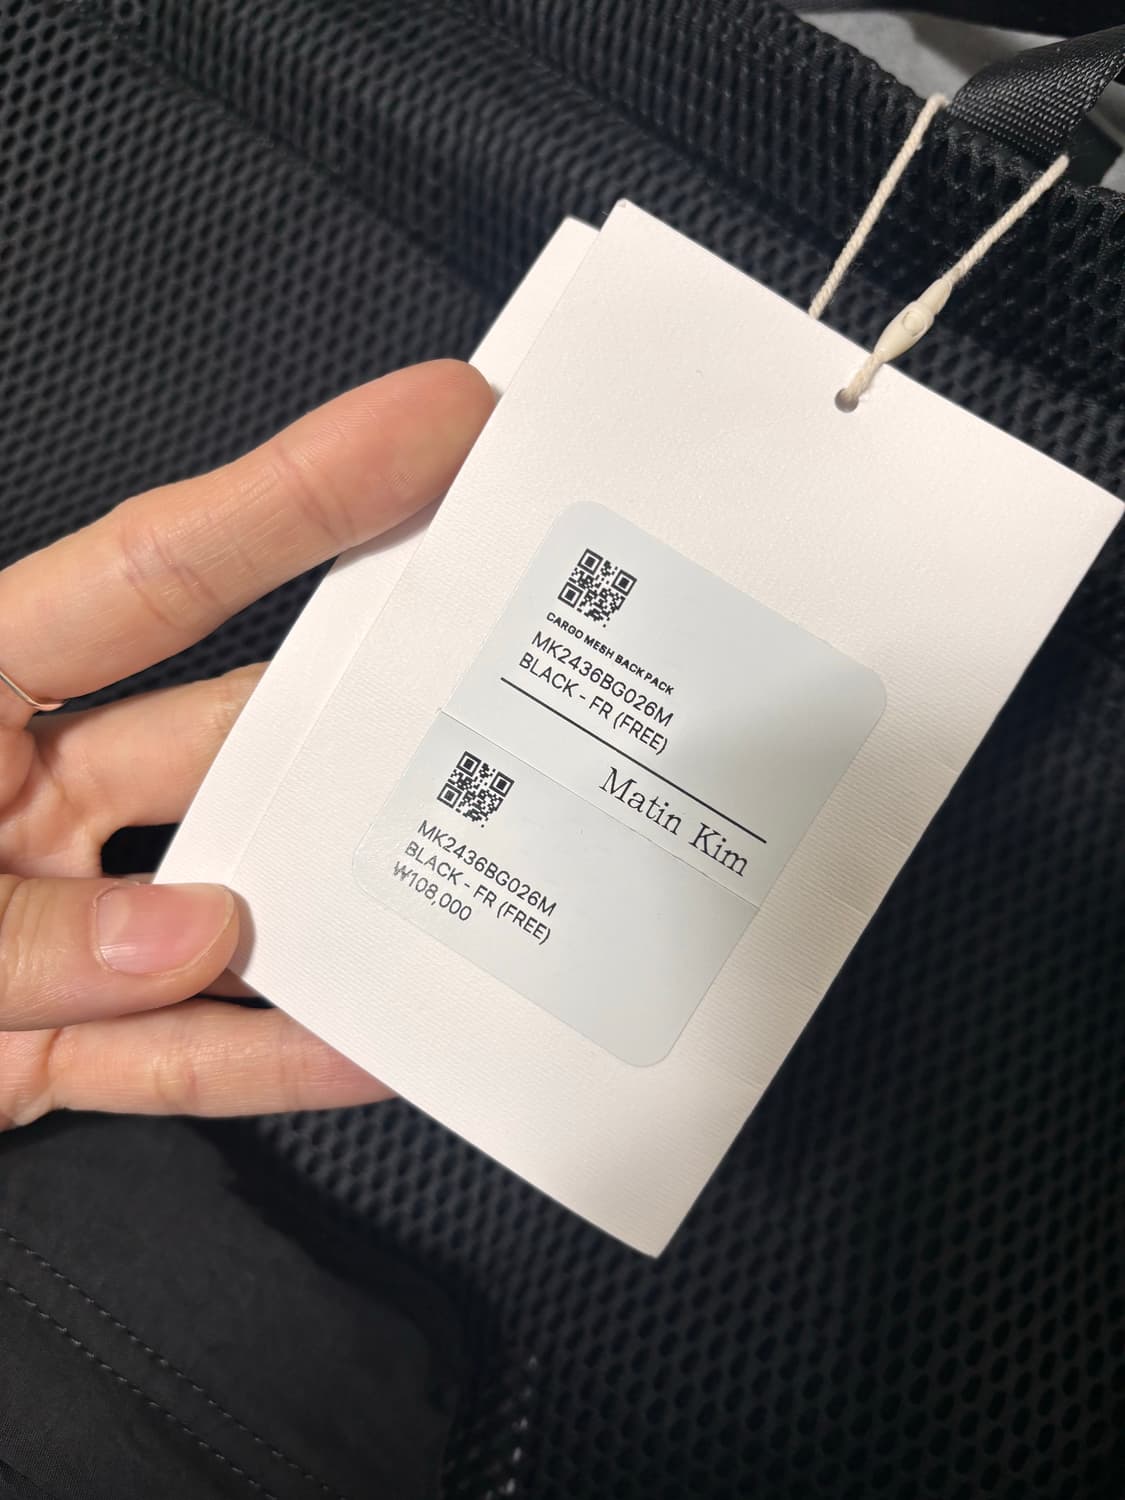 CARGO MESH BACK PACK
MK2436BG026M
BLACK - FR (FREE)
Matin Kim
MK2436BG026M
BLACK - FR (FREE)
₩108,000